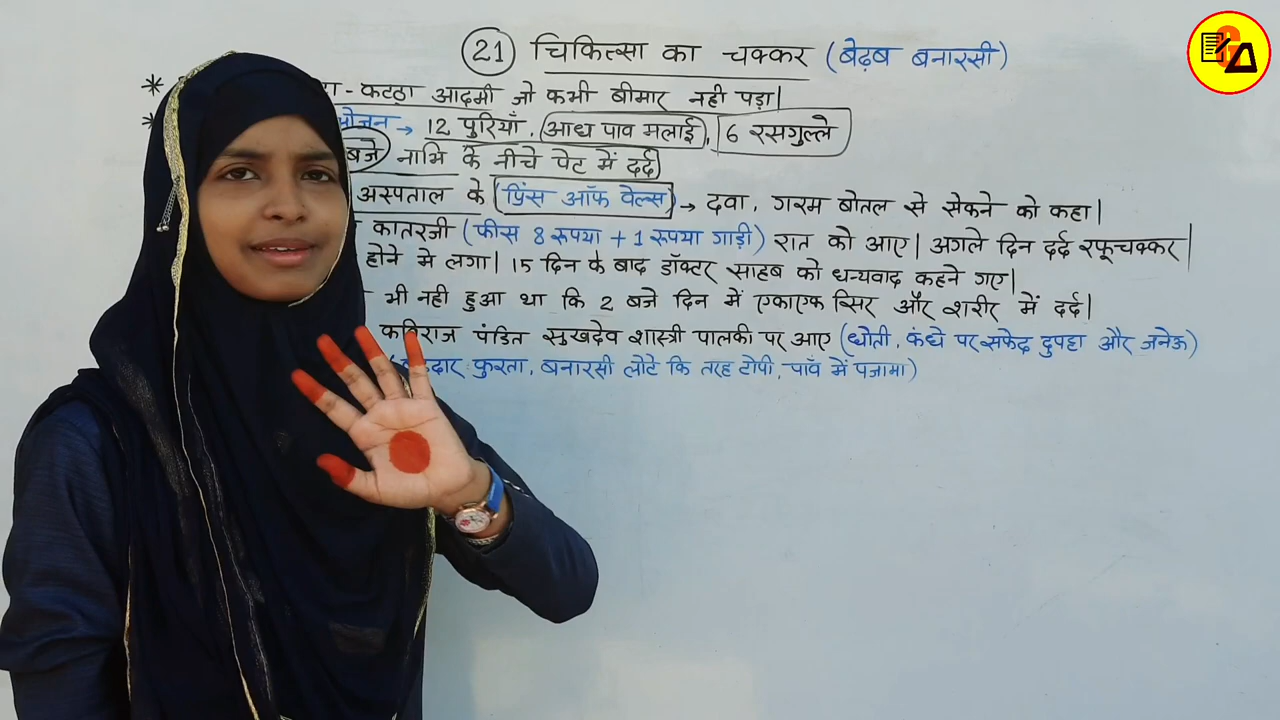 21 चिकित्सा का चक्कर (बेढ़ब बनारसी)
* - कट्ठा आदमी जो कभी बीमार नही पड़ा|
* भोजन → 12 पुरियाँ, आध पाव मलाई, 6 रसगुल्ले
बजे नाभि के नीचे पेट में दर्द
अस्पताल के (प्रिंस ऑफ वेल्स) → दवा, गरम बोतल से सेकने को कहा|
कातरजी (फीस 8 रूपया + 1 रूपया गाड़ी) रात को आए| अगले दिन दर्द रफूचक्कर|
होने मे लगा| 15 दिन के बाद डॉक्टर साहब को धन्यवाद कहने गए|
भी नही हुआ था कि 2 बजे दिन में एकाएक सिर और शरीर में दर्द|
कविराज पंडित सुखदेव शास्त्री पालकी पर आए (धोती, कंधे पर सफेद दुपट्टा और जनेऊ)
कुरता, बनारसी लोटे कि तरह टोपी, पाँव में पजामा)